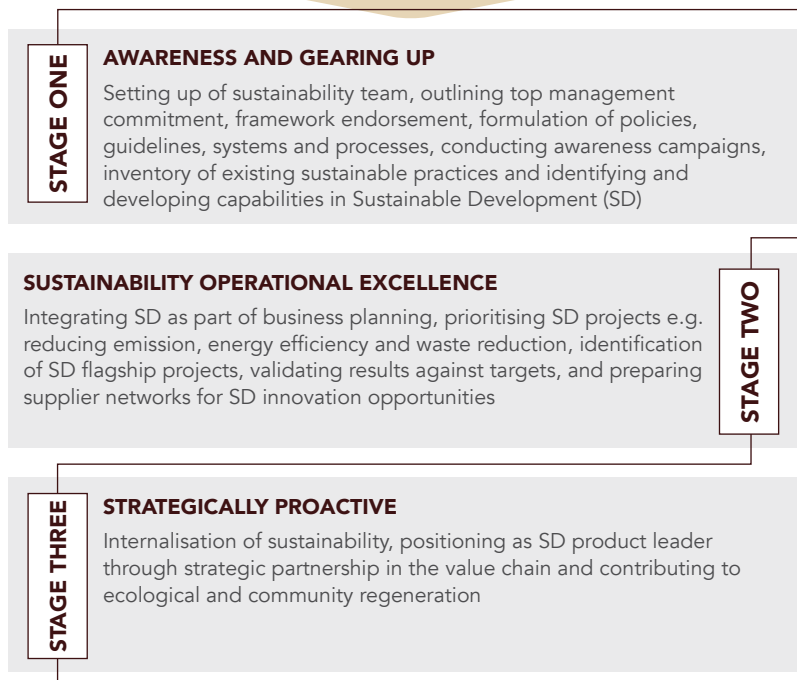 STAGE ONE
AWARENESS AND GEARING UP
Setting up of sustainability team, outlining top management
commitment, framework endorsement, formulation of policies,
guidelines, systems and processes, conducting awareness campaigns,
inventory of existing sustainable practices and identifying and
developing capabilities in Sustainable Development (SD)
SUSTAINABILITY OPERATIONAL EXCELLENCE
Integrating SD as part of business planning, prioritising SD projects e.g.
reducing emission, energy efficiency and waste reduction, identification
of SD flagship projects, validating results against targets, and preparing
supplier networks for SD innovation opportunities
STAGE TWO
STAGE THREE
STRATEGICALLY PROACTIVE
Internalisation of sustainability, positioning as SD product leader
through strategic partnership in the value chain and contributing to
ecological and community regeneration